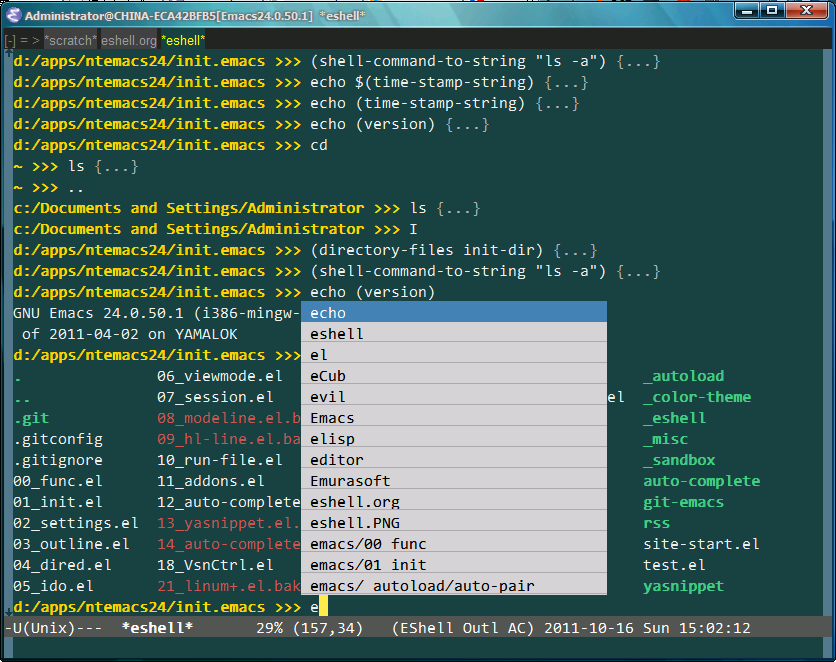 Administrator@CHINA-ECA42BFB5[Emacs24.0.50.1] *eshell*
[-] = > *scratch* eshell.org *eshell*
d:/apps/ntemacs24/init.emacs >>> (shell-command-to-string "ls -a") {...}
d:/apps/ntemacs24/init.emacs >>> echo $(time-stamp-string) {...}
d:/apps/ntemacs24/init.emacs >>> echo (time-stamp-string) {...}
d:/apps/ntemacs24/init.emacs >>> echo (version) {...}
d:/apps/ntemacs24/init.emacs >>> cd
~ >>> ls {...}
~ >>> ..
c:/Documents and Settings/Administrator >>> ls {...}
c:/Documents and Settings/Administrator >>> I
d:/apps/ntemacs24/init.emacs >>> (directory-files init-dir) {...}
d:/apps/ntemacs24/init.emacs >>> (shell-command-to-string "ls -a") {...}
d:/apps/ntemacs24/init.emacs >>> echo (version)
GNU Emacs 24.0.50.1 (i386-mingw- echo
of 2011-04-02 on YAMALOK eshell
d:/apps/ntemacs24/init.emacs >>> el
. 06_viewmode.el eCub _autoload
.. 07_session.el evil el _color-theme
.git 08_modeline.el.b Emacs _eshell
.gitconfig 09_hl-line.el.ba elisp _misc
.gitignore 10_run-file.el editor _sandbox
00_func.el 11_addons.el Emurasoft auto-complete
01_init.el 12_auto-complete eshell.org git-emacs
02_settings.el 13_yasnippet.el. eshell.PNG rss
03_outline.el 14_auto-complete emacs/00 func site-start.el
04_dired.el 18_VsnCtrl.el emacs/01 init test.el
05_ido.el 21_linum+.el.bak emacs/ autoload/auto-pair yasnippet
d:/apps/ntemacs24/init.emacs >>> e
-U(Unix)--- *eshell* 29% (157,34) (EShell Outl AC) 2011-10-16 Sun 15:02:12